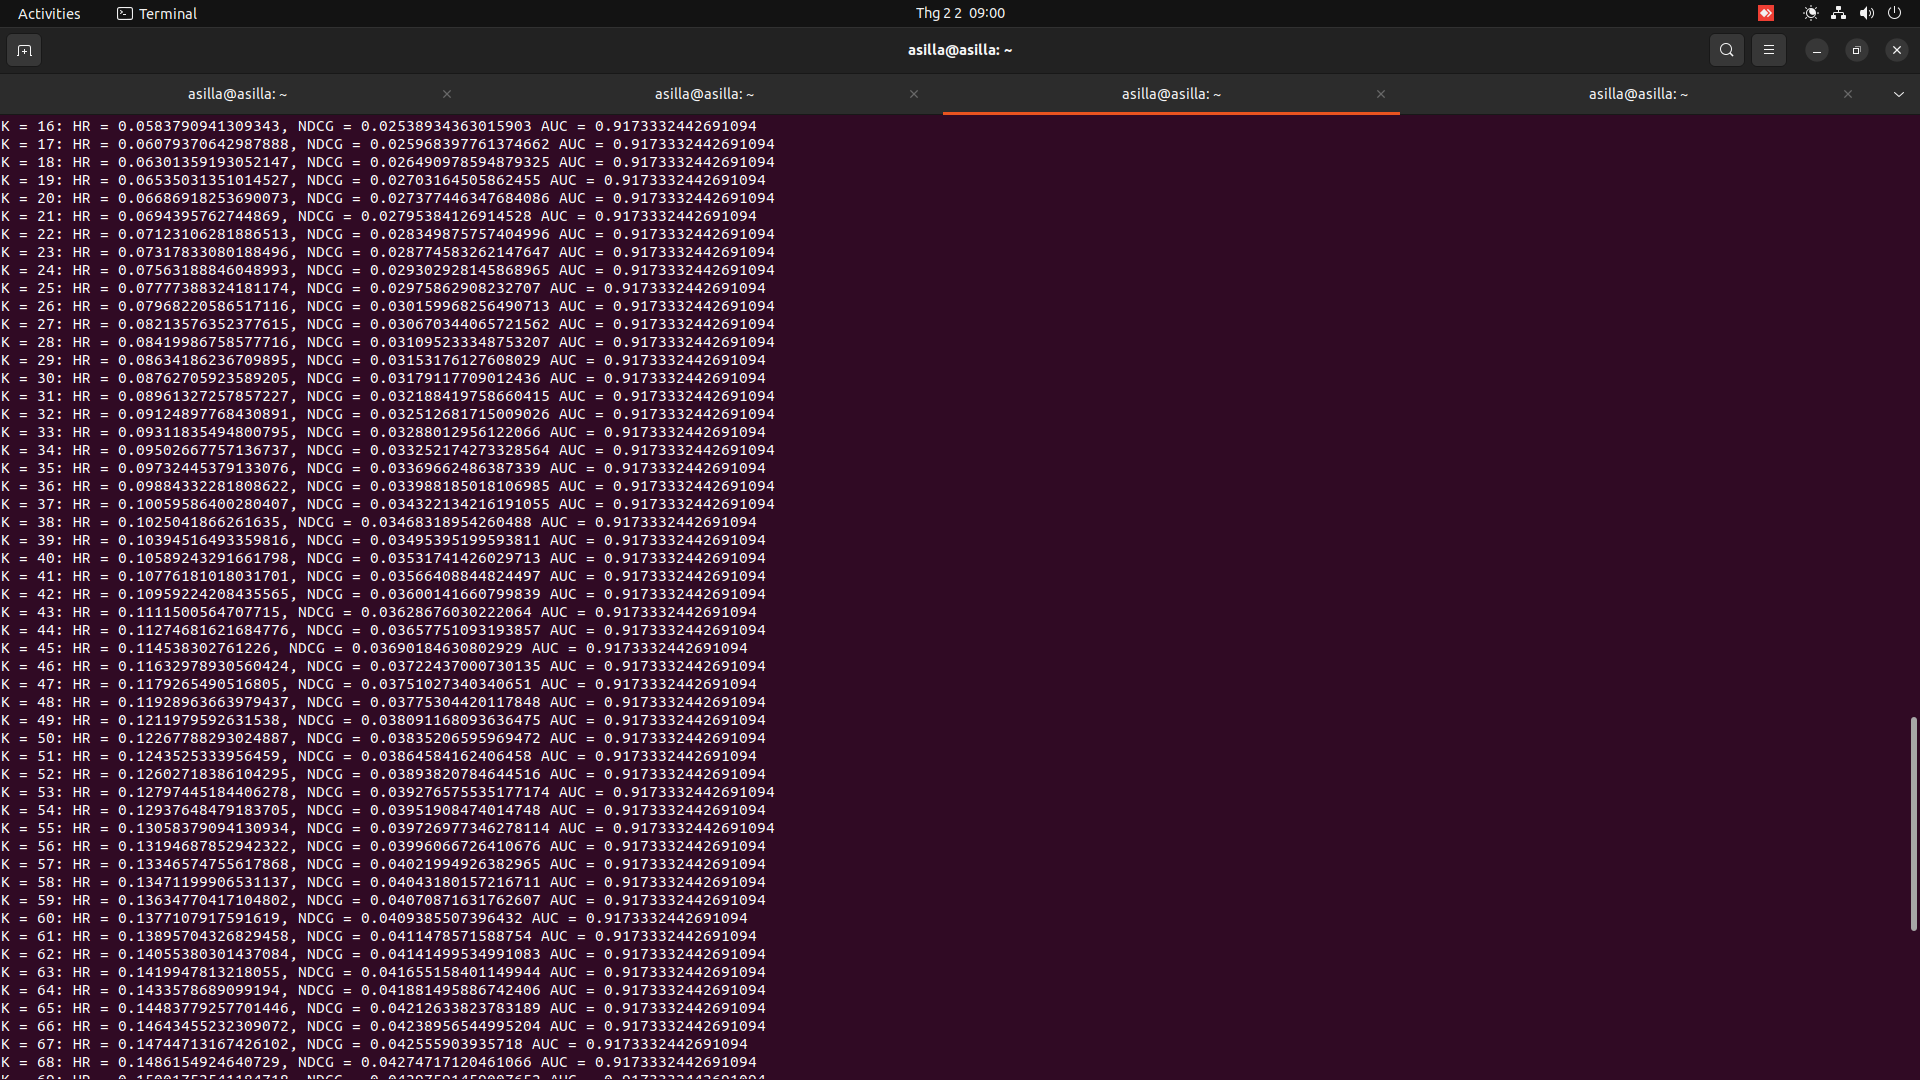 Activities Terminal Thg 2 2 09:00
asilla@asilla: ~
asilla@asilla: ~ asilla@asilla: ~ asilla@asilla: ~ asilla@asilla: ~
K = 16: HR = 0.0583790941309343, NDCG = 0.02538934363015903 AUC = 0.9173332442691094
K = 17: HR = 0.06079370642987888, NDCG = 0.025968397761374662 AUC = 0.9173332442691094
K = 18: HR = 0.06301359193052147, NDCG = 0.026490978594879325 AUC = 0.9173332442691094
K = 19: HR = 0.06535031351014527, NDCG = 0.02703164505862455 AUC = 0.9173332442691094
K = 20: HR = 0.06686918253690073, NDCG = 0.027377446347684086 AUC = 0.9173332442691094
K = 21: HR = 0.0694395762744869, NDCG = 0.02795384126914528 AUC = 0.9173332442691094
K = 22: HR = 0.07123106281886513, NDCG = 0.028349875757404996 AUC = 0.9173332442691094
K = 23: HR = 0.07317833080188496, NDCG = 0.028774583262147647 AUC = 0.9173332442691094
K = 24: HR = 0.07563188846048993, NDCG = 0.029302928145868965 AUC = 0.9173332442691094
K = 25: HR = 0.07777388324181174, NDCG = 0.02975862908232707 AUC = 0.9173332442691094
K = 26: HR = 0.07968220586517116, NDCG = 0.030159968256490713 AUC = 0.9173332442691094
K = 27: HR = 0.08213576352377615, NDCG = 0.030670344065721562 AUC = 0.9173332442691094
K = 28: HR = 0.08419986758577716, NDCG = 0.031095233348753207 AUC = 0.9173332442691094
K = 29: HR = 0.08634186236709895, NDCG = 0.03153176127608029 AUC = 0.9173332442691094
K = 30: HR = 0.08762705923589205, NDCG = 0.03179117709012436 AUC = 0.9173332442691094
K = 31: HR = 0.08961327257857227, NDCG = 0.032188419758660415 AUC = 0.9173332442691094
K = 32: HR = 0.09124897768430891, NDCG = 0.032512681715009026 AUC = 0.9173332442691094
K = 33: HR = 0.09311835494800795, NDCG = 0.03288012956122066 AUC = 0.9173332442691094
K = 34: HR = 0.09502667757136737, NDCG = 0.033252174273328564 AUC = 0.9173332442691094
K = 35: HR = 0.09732445379133076, NDCG = 0.03369662486387339 AUC = 0.9173332442691094
K = 36: HR = 0.09884332281808622, NDCG = 0.033988185018106985 AUC = 0.9173332442691094
K = 37: HR = 0.10059586400280407, NDCG = 0.034322134216191055 AUC = 0.9173332442691094
K = 38: HR = 0.1025041866261635, NDCG = 0.03468318954260488 AUC = 0.9173332442691094
K = 39: HR = 0.10394516493359816, NDCG = 0.03495395199593811 AUC = 0.9173332442691094
K = 40: HR = 0.10589243291661798, NDCG = 0.03531741426029713 AUC = 0.9173332442691094
K = 41: HR = 0.10776181018031701, NDCG = 0.03566408844824497 AUC = 0.9173332442691094
K = 42: HR = 0.10959224208435565, NDCG = 0.03600141660799839 AUC = 0.9173332442691094
K = 43: HR = 0.1111500564707715, NDCG = 0.03628676030222064 AUC = 0.9173332442691094
K = 44: HR = 0.11274681621684776, NDCG = 0.03657751093193857 AUC = 0.9173332442691094
K = 45: HR = 0.114538302761226, NDCG = 0.03690184630802929 AUC = 0.9173332442691094
K = 46: HR = 0.11632978930560424, NDCG = 0.03722437000730135 AUC = 0.9173332442691094
K = 47: HR = 0.1179265490516805, NDCG = 0.03751027340340651 AUC = 0.9173332442691094
K = 48: HR = 0.11928963663979437, NDCG = 0.03775304420117848 AUC = 0.9173332442691094
K = 49: HR = 0.1211979592631538, NDCG = 0.038091168093636475 AUC = 0.9173332442691094
K = 50: HR = 0.12267788293024887, NDCG = 0.03835206595969472 AUC = 0.9173332442691094
K = 51: HR = 0.1243525333956459, NDCG = 0.03864584162406458 AUC = 0.9173332442691094
K = 52: HR = 0.12602718386104295, NDCG = 0.03893820784644516 AUC = 0.9173332442691094
K = 53: HR = 0.12797445184406278, NDCG = 0.039276575535177174 AUC = 0.9173332442691094
K = 54: HR = 0.12937648479183705, NDCG = 0.03951908474014748 AUC = 0.9173332442691094
K = 55: HR = 0.13058379094130934, NDCG = 0.039726977346278114 AUC = 0.9173332442691094
K = 56: HR = 0.13194687852942322, NDCG = 0.03996066726410676 AUC = 0.9173332442691094
K = 57: HR = 0.13346574755617868, NDCG = 0.04021994926382965 AUC = 0.9173332442691094
K = 58: HR = 0.13471199906531137, NDCG = 0.04043180157216711 AUC = 0.9173332442691094
K = 59: HR = 0.13634770417104802, NDCG = 0.04070871631762607 AUC = 0.9173332442691094
K = 60: HR = 0.1377107917591619, NDCG = 0.0409385507396432 AUC = 0.9173332442691094
K = 61: HR = 0.13895704326829458, NDCG = 0.0411478571588754 AUC = 0.9173332442691094
K = 62: HR = 0.14055380301437084, NDCG = 0.04141499534991083 AUC = 0.9173332442691094
K = 63: HR = 0.1419947813218055, NDCG = 0.041655158401149944 AUC = 0.9173332442691094
K = 64: HR = 0.1433578689099194, NDCG = 0.041881495886742406 AUC = 0.9173332442691094
K = 65: HR = 0.14483779257701446, NDCG = 0.04212633823783189 AUC = 0.9173332442691094
K = 66: HR = 0.14643455232309072, NDCG = 0.04238956544995204 AUC = 0.9173332442691094
K = 67: HR = 0.14744713167426102, NDCG = 0.042555903935718 AUC = 0.9173332442691094
K = 68: HR = 0.1486154924640729, NDCG = 0.04274717120461066 AUC = 0.9173332442691094